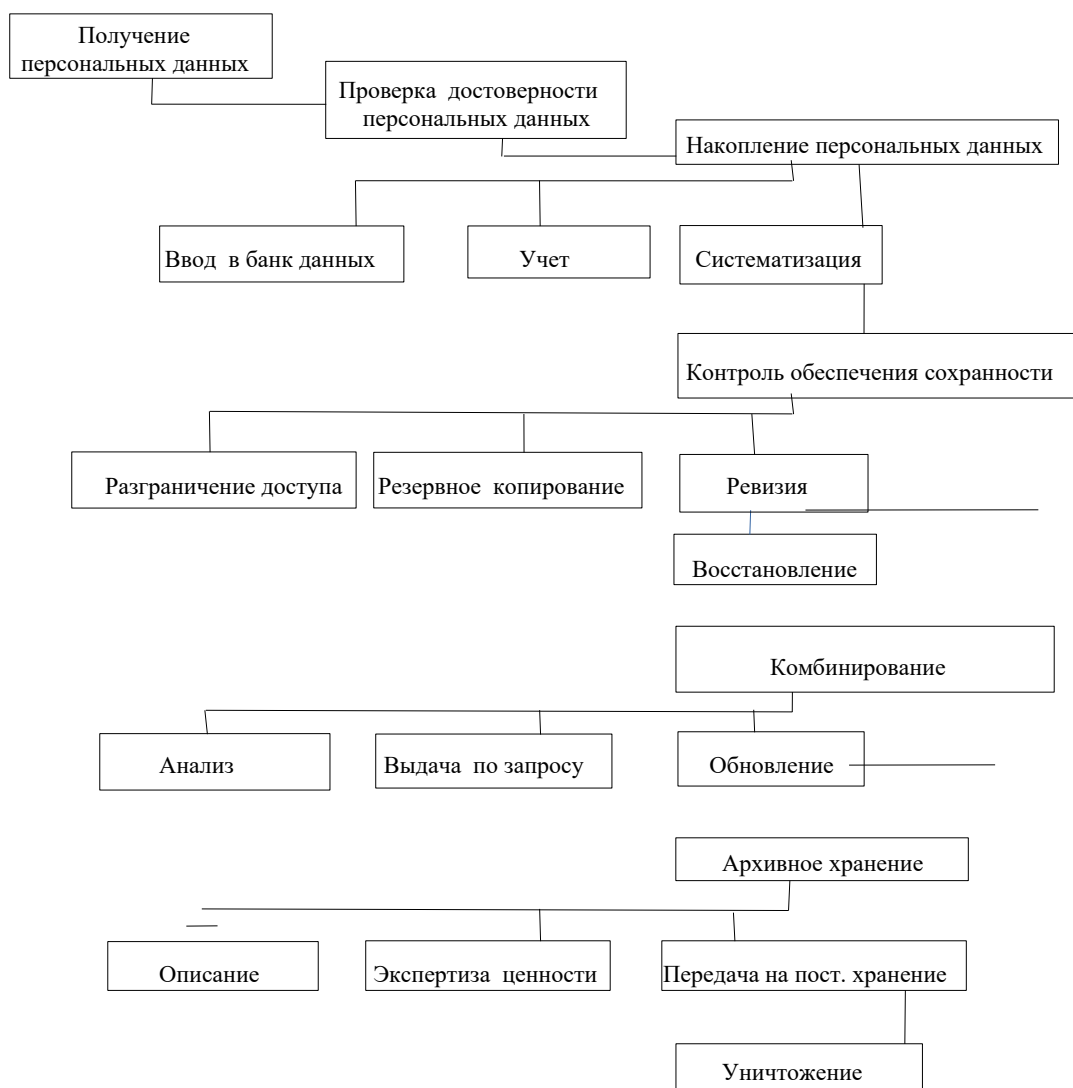 Получение
персональных данных
Проверка достоверности
персональных данных
Накопление персональных данных
Ввод в банк данных
Учет
Систематизация
Контроль обеспечения сохранности
Разграничение доступа
Резервное копирование
Ревизия
Восстановление
Комбинирование
Анализ
Выдача по запросу
Обновление
Архивное хранение
Описание
Экспертиза ценности
Передача на пост. хранение
Уничтожение